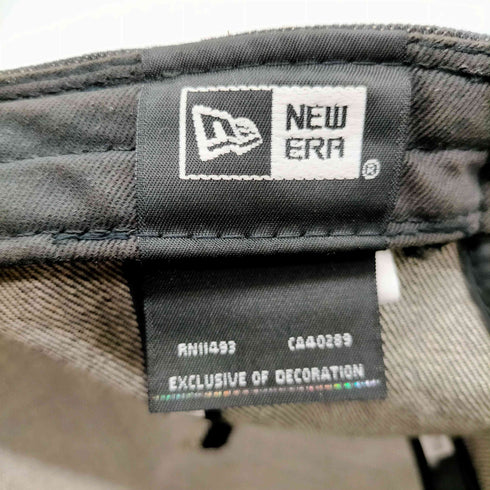 NEW
ERA
®
RN11493 CA40289
EXCLUSIVE OF DECORATION